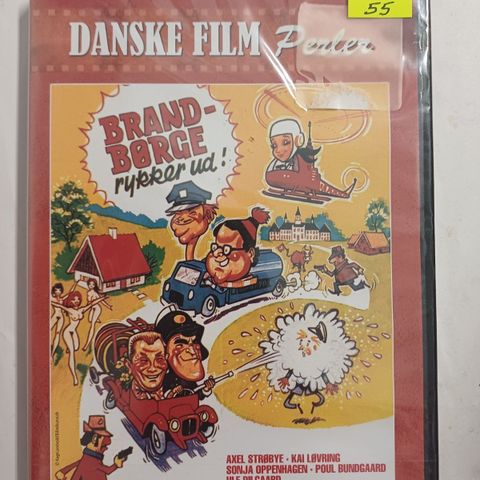 55
DANSKE FILM Perler
BRAND-
BØRGE
rykker ud!
AXEL STRØBYE • KAI LØVRING
SONJA OPPENHAGEN • POUL BUNDGAARD